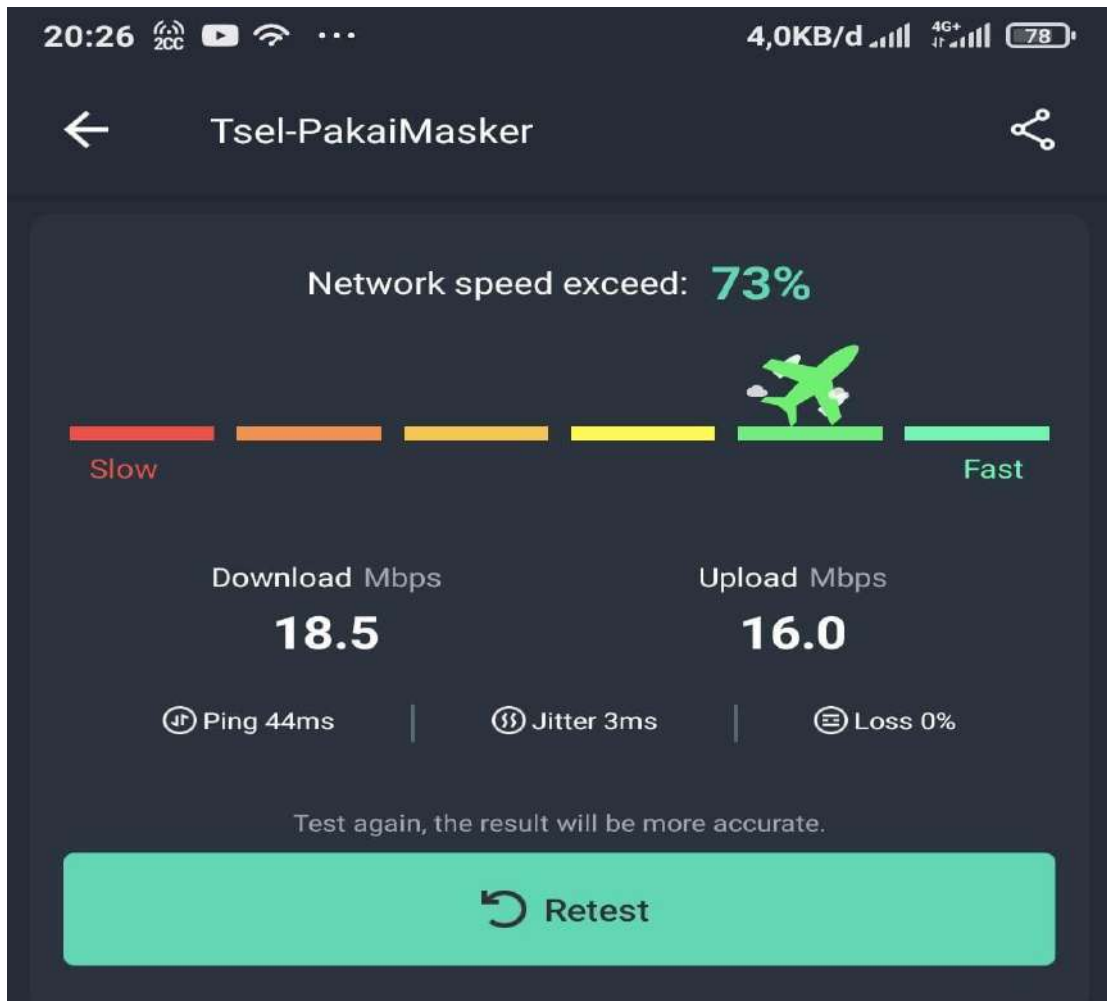 20:26 2CC ... 4,0KB/d 4G+ 78
Tsel-PakaiMasker
Network speed exceed: 73%
Slow Fast
Download Mbps Upload Mbps
18.5 16.0
Ping 44ms Jitter 3ms Loss 0%
Test again, the result will be more accurate.
Retest